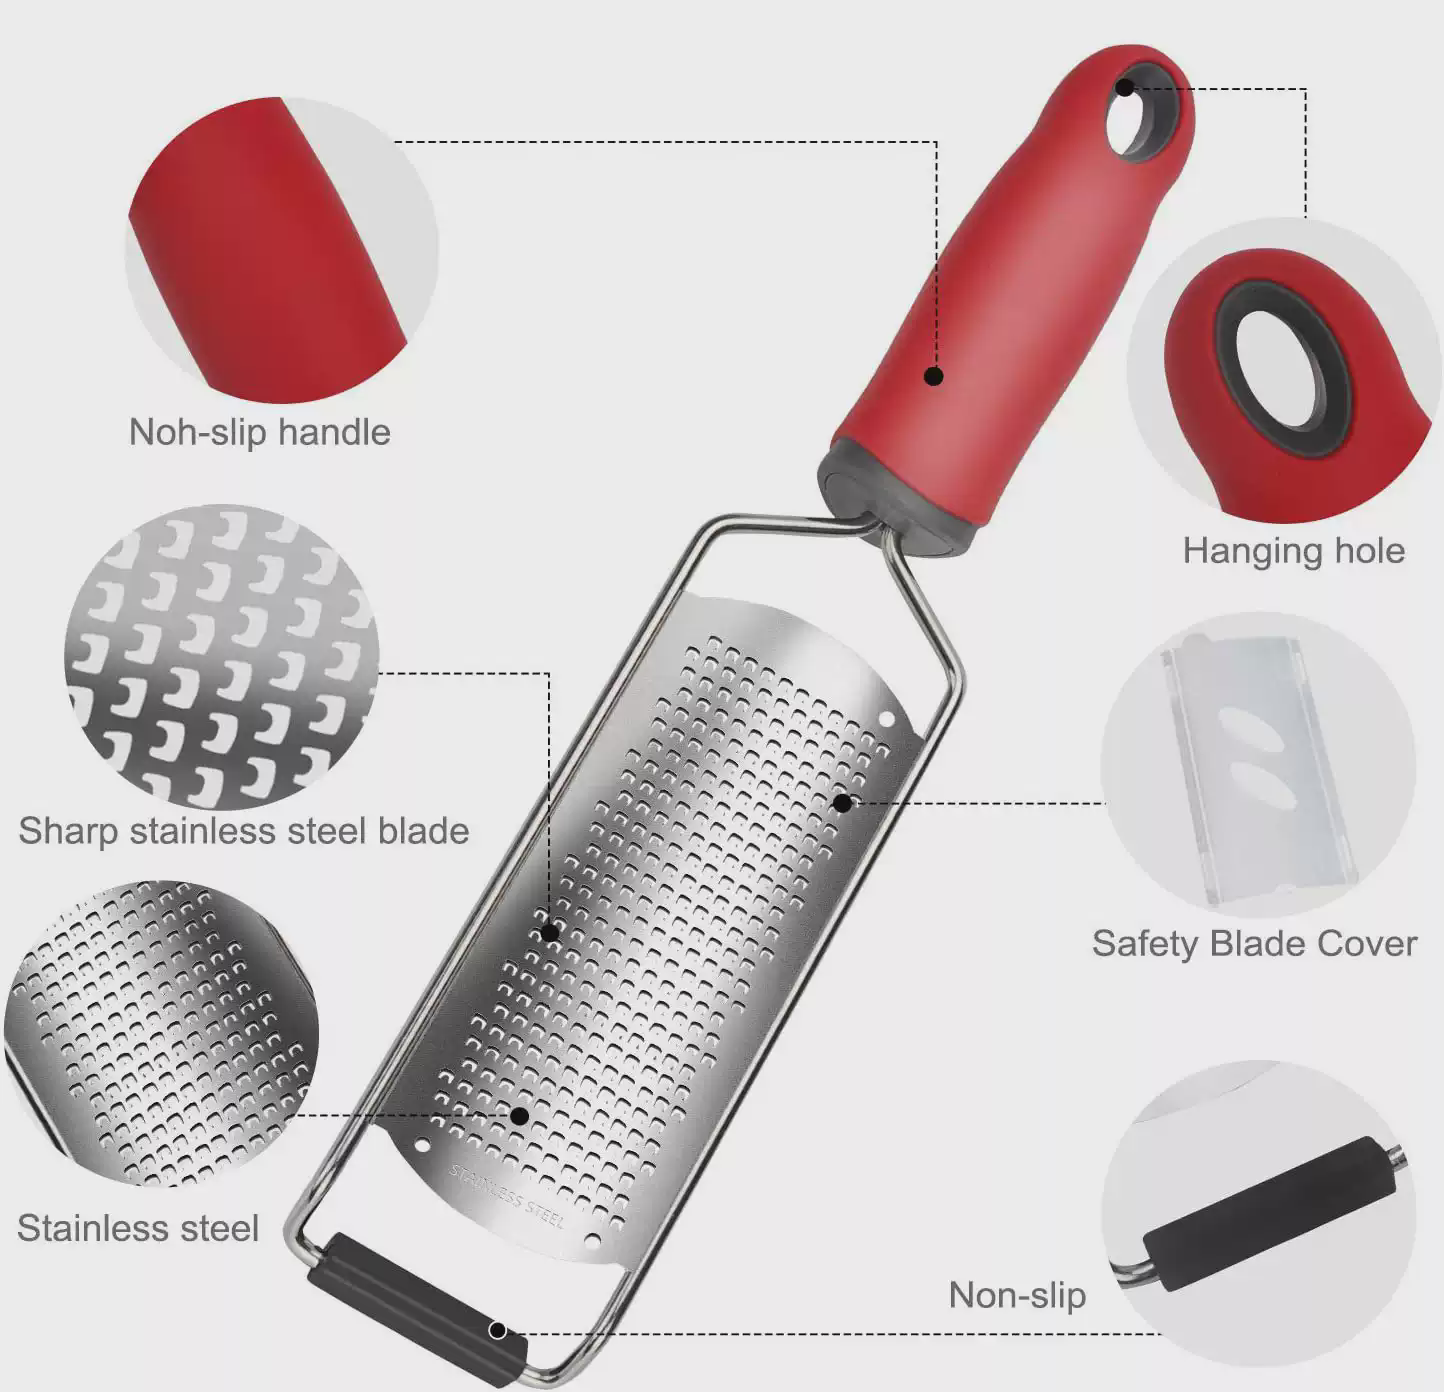 Noh-slip handle
Hanging hole
Sharp stainless steel blade
Safety Blade Cover
Stainless steel
STAINLESS STEEL
Non-slip